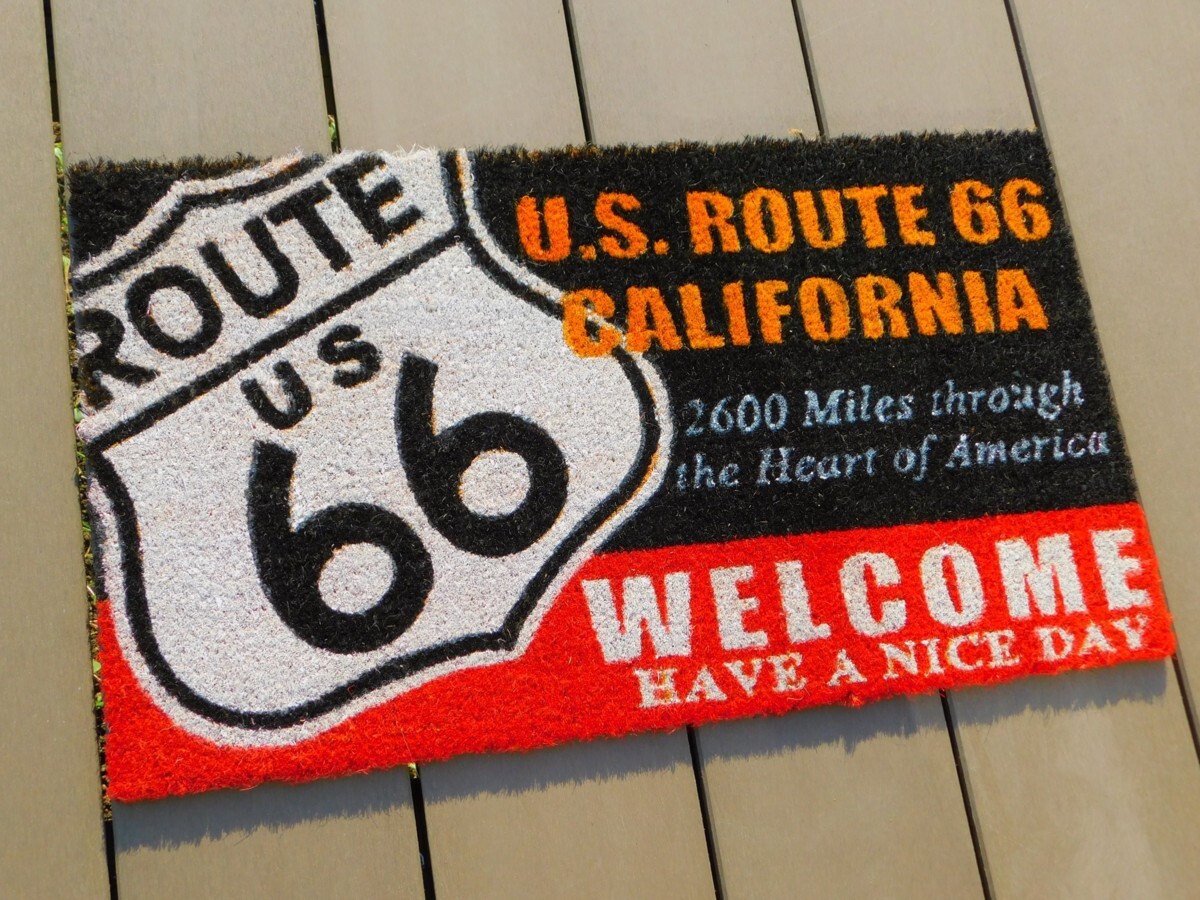 ROUTE
US
66
U.S. ROUTE 66
CALIFORNIA
2600 Miles through
the Heart of America
WELCOME
HAVE A NICE DAY